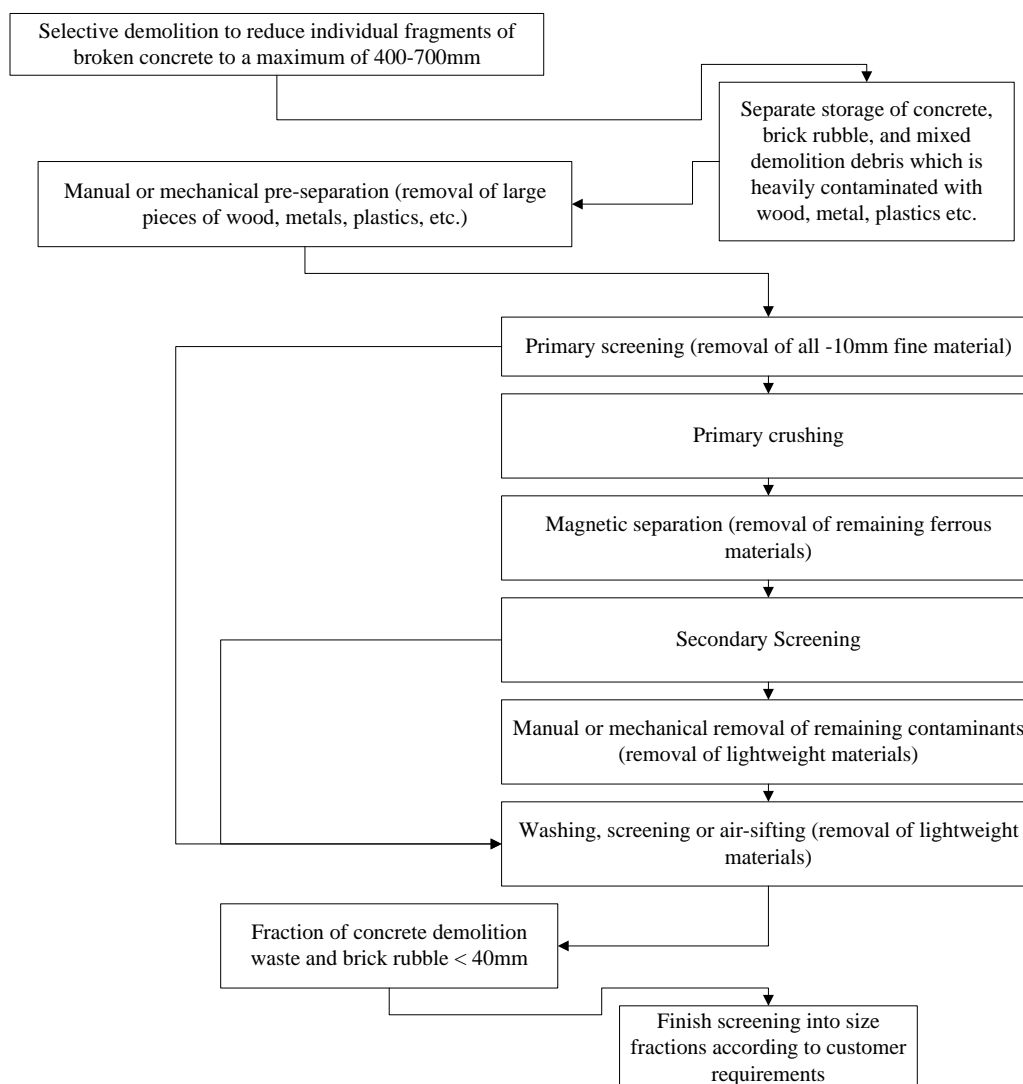 Selective demolition to reduce individual fragments of
broken concrete to a maximum of 400-700mm
Separate storage of concrete,
brick rubble, and mixed
demolition debris which is
heavily contaminated with
wood, metal, plastics etc.
Manual or mechanical pre-separation (removal of large
pieces of wood, metals, plastics, etc.)
Primary screening (removal of all -10mm fine material)
Primary crushing
Magnetic separation (removal of remaining ferrous
materials)
Secondary Screening
Manual or mechanical removal of remaining contaminants
(removal of lightweight materials)
Washing, screening or air-sifting (removal of lightweight
materials)
Fraction of concrete demolition
waste and brick rubble < 40mm
Finish screening into size
fractions according to customer
requirements